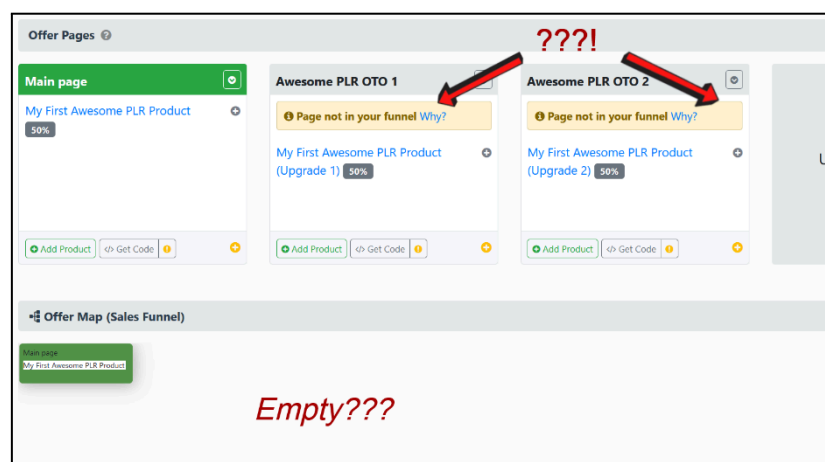 Offer Pages
???!
Main page
Awesome PLR OTO 1
Awesome PLR OTO 2
My First Awesome PLR Product
50%
Page not in your funnel Why?
My First Awesome PLR Product
(Upgrade 1) 50%
Page not in your funnel Why?
My First Awesome PLR Product
(Upgrade 2) 50%
Add Product </> Get Code
Add Product </> Get Code
Add Product </> Get Code
Offer Map (Sales Funnel)
Main page
My First Awesome PLR Product
Empty???